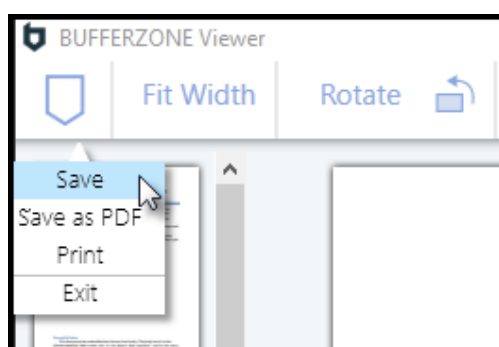 BUFFERZONE Viewer
Fit Width
Rotate
Save
Save as PDF
Print
Exit